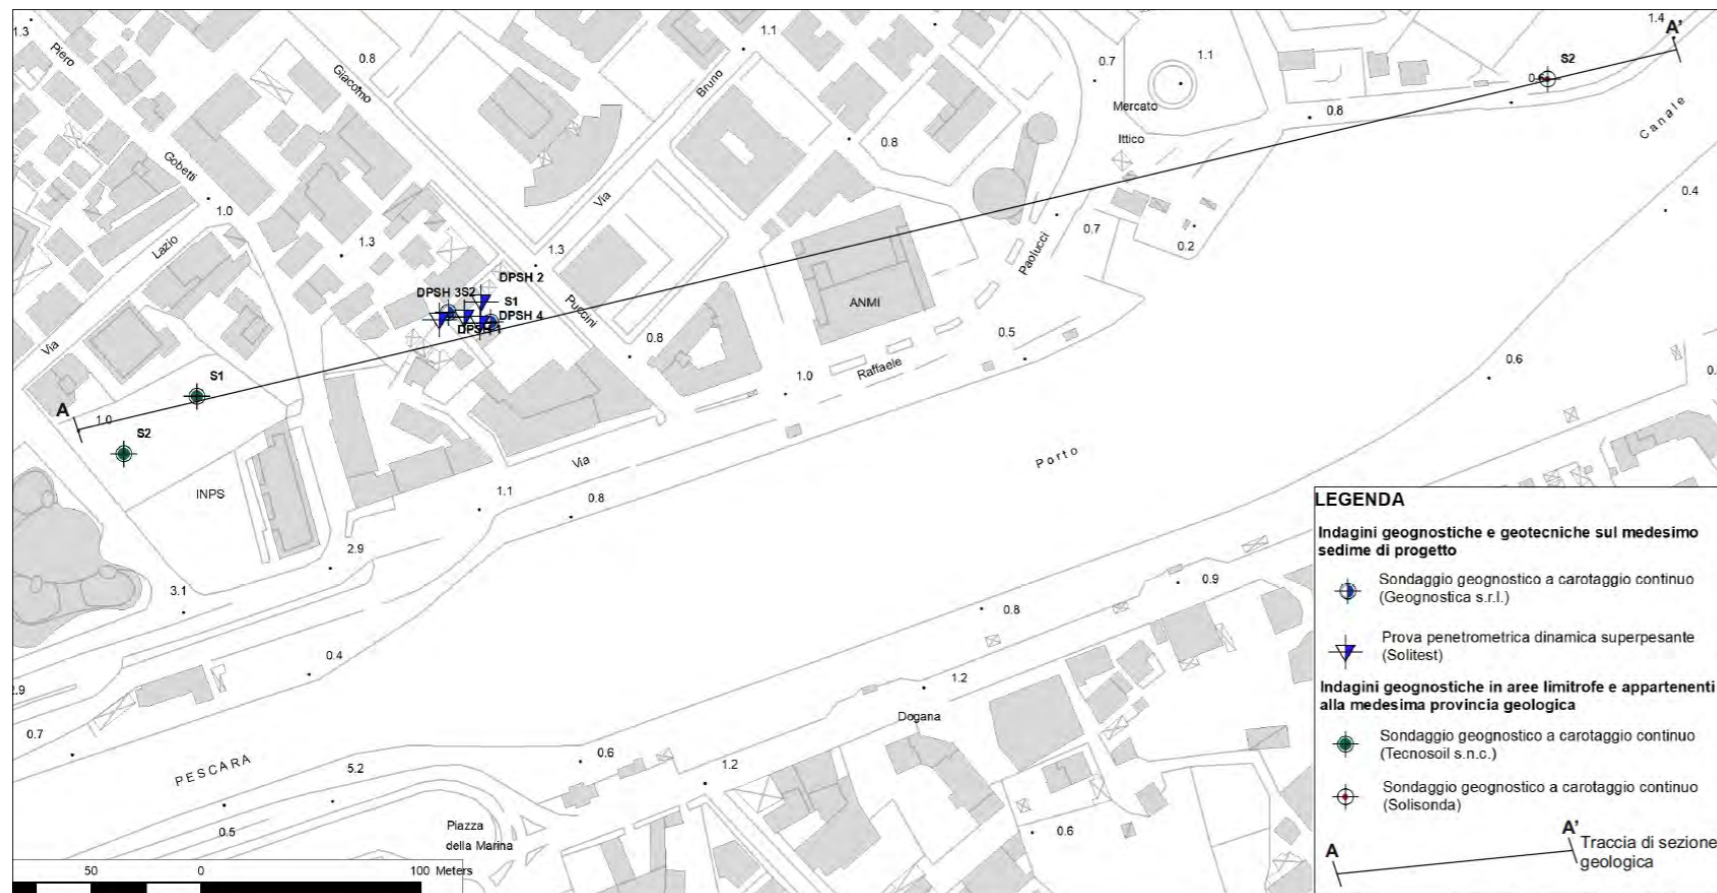 1.3
Piero
0.8
Giacomo
1.1
Bruno
0.7
1.1
Mercato
Ittico
1.4
A'
S2
0.6
0.8
Canale
0.4
Gobetti
1.0
Lazio
Via
1.3
Via
1.3
0.8
DPSH 2
DPSH 3 S2
S1
DPSH 4
DPSH 1
Puccini
0.8
ANMI
Paolucci
0.7
0.2
0.5
Raffaele
1.0
0.6
A
1.0
S1
S2
INPS
Via
1.1
0.8
2.9
3.1
Porto
0.9
0.8
0.4
2.9
0.7
1.2
Dogana
PESCARA
5.2
0.6
1.2
0.5
0.6
Piazza
della Marina
50 0 100 Meters
LEGENDA
Indagini geognostiche e geotecniche sul medesimo
sedime di progetto
Sondaggio geognostico a carotaggio continuo
(Geognostica s.r.l.)
Prova penetrometrica dinamica superpesante
(Solitest)
Indagini geognostiche in aree limitrofe e appartenenti
alla medesima provincia geologica
Sondaggio geognostico a carotaggio continuo
(Tecnosoil s.n.c.)
Sondaggio geognostico a carotaggio continuo
(Solisonda)
A
A'
Traccia di sezione
geologica